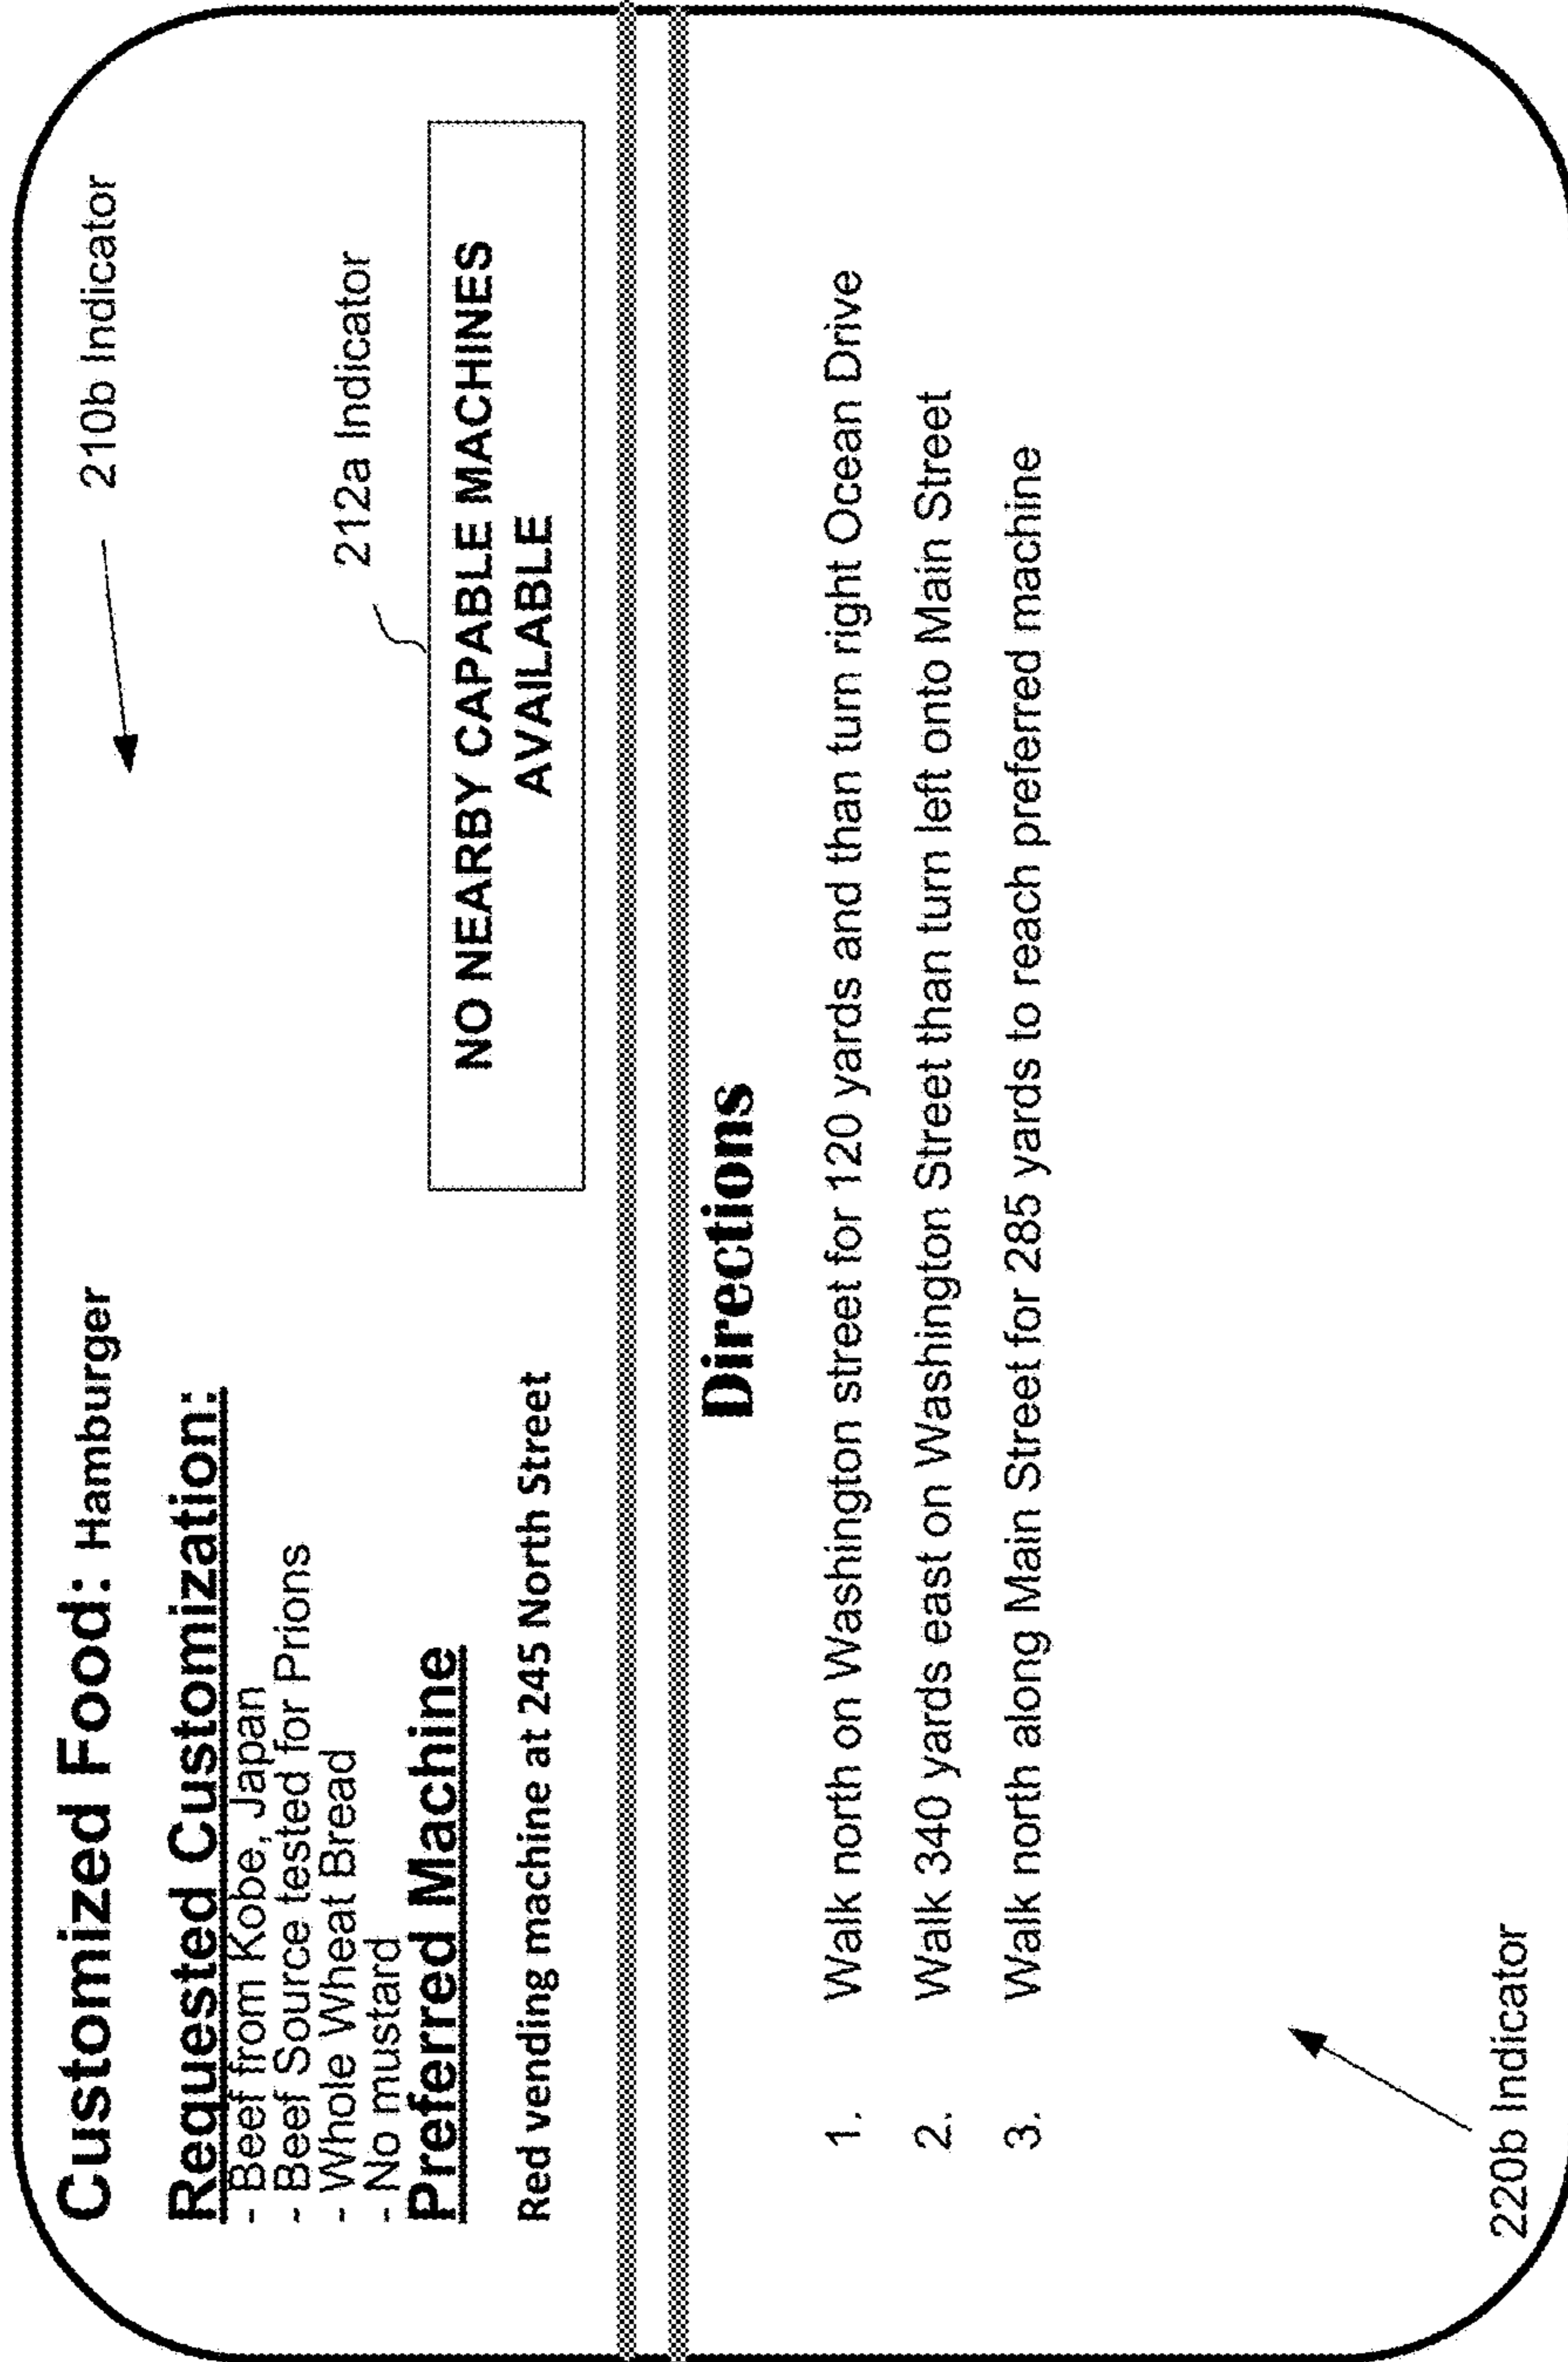 Customized Food: Hamburger
210b Indicator
Requested Customization:
- Beef from Kobe, Japan
- Beef Source tested for Prions
- Whole Wheat Bread
- No mustard
212a Indicator
Preferred Machine
Red vending machine at 245 North Street
NO NEARBY CAPABLE MACHINES
AVAILABLE
Directions
1. Walk north on Washington street for 120 yards and than turn right Ocean Drive
2. Walk 340 yards east on Washington Street than turn left onto Main Street
3. Walk north along Main Street for 285 yards to reach preferred machine
220b Indicator